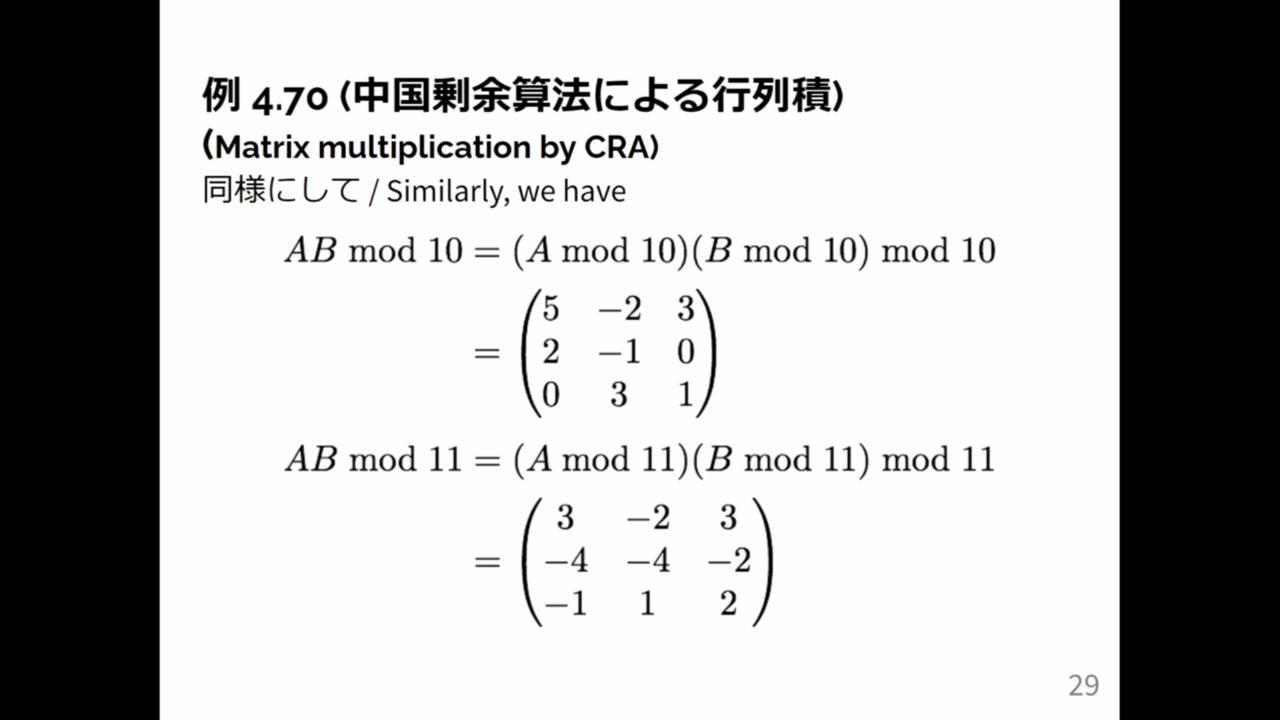 例 4.70 (中国剰余算法による行列積)
(Matrix multiplication by CRA)
同様にして / Similarly, we have
AB mod 10 = (A mod 10)(B mod 10) mod 10
5 −2 3
= 2 −1 0
0 3 1
AB mod 11 = (A mod 11)(B mod 11) mod 11
3 −2 3
= −4 −4 −2
−1 1 2
29